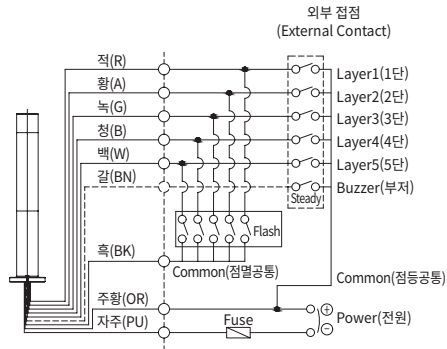 외부 접점
(External Contact)
적(R)
Layer1(1단)
황(A)
Layer2(2단)
녹(G)
Layer3(3단)
청(B)
Layer4(4단)
백(W)
Layer5(5단)
갈(BN)
Buzzer(부저)
Steady
Flash
흑(BK)
Common(점멸공통)
Common(점등공통)
주황(OR)
자주(PU)
Fuse
Power(전원)